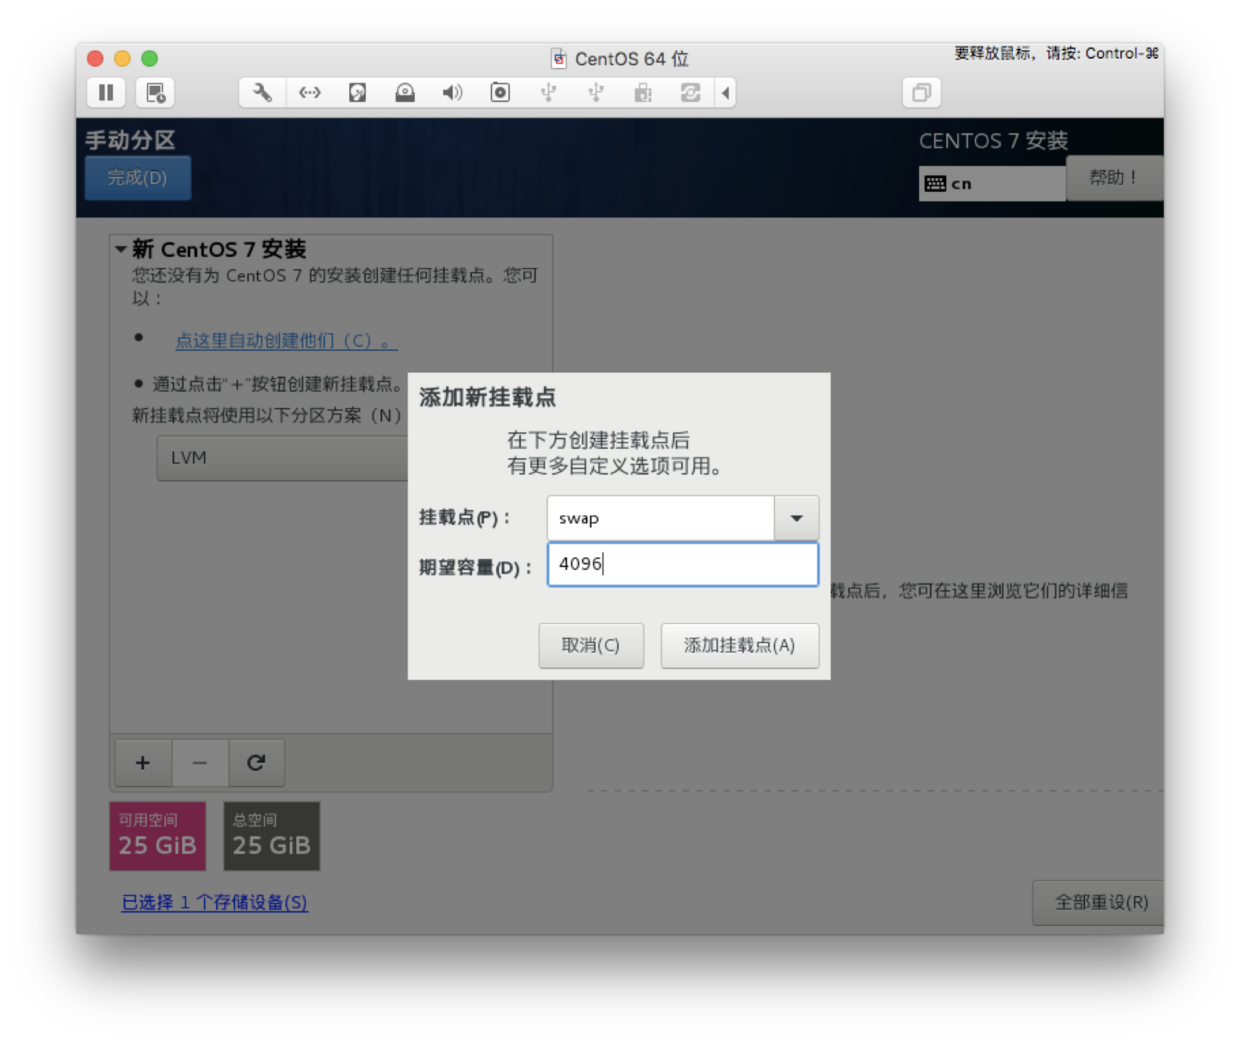 CentOS 64 位
要释放鼠标，请按: Control-⌘
手动分区
CENTOS 7 安装
完成(D)
cn
帮助！
新 CentOS 7 安装
您还没有为 CentOS 7 的安装创建任何挂载点。您可
以：
点这里自动创建他们（C）。
通过点击"+"按钮创建新挂载点。
新挂载点将使用以下分区方案（N）
LVM
添加新挂载点
在下方创建挂载点后
有更多自定义选项可用。
挂载点(P)：
swap
期望容量(D)：
4096
取消(C)
添加挂载点(A)
载点后，您可在这里浏览它们的详细信
+
−
可用空间
25 GiB
总空间
25 GiB
已选择 1 个存储设备(S)
全部重设(R)